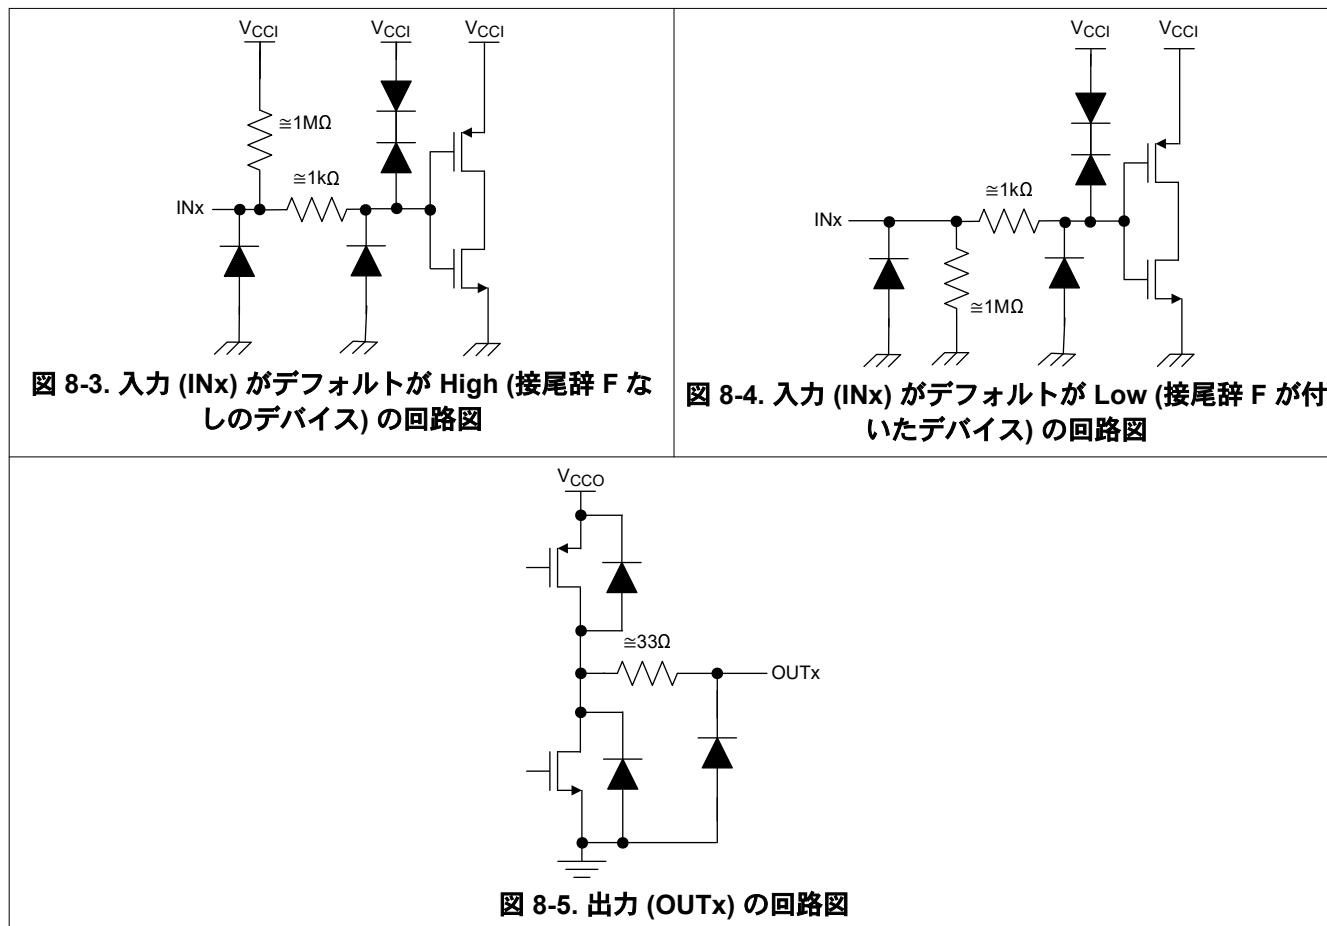 VCCI
VCCI
VCCI
≅1MΩ
≅1kΩ
INx
図 8-3. 入力 (INx) がデフォルトが High (接尾辞 F な
しのデバイス) の回路図
VCCI
VCCI
≅1kΩ
INx
≅1MΩ
図 8-4. 入力 (INx) がデフォルトが Low (接尾辞 F が付
いたデバイス) の回路図
VCCO
≅33Ω
OUTx
図 8-5. 出力 (OUTx) の回路図